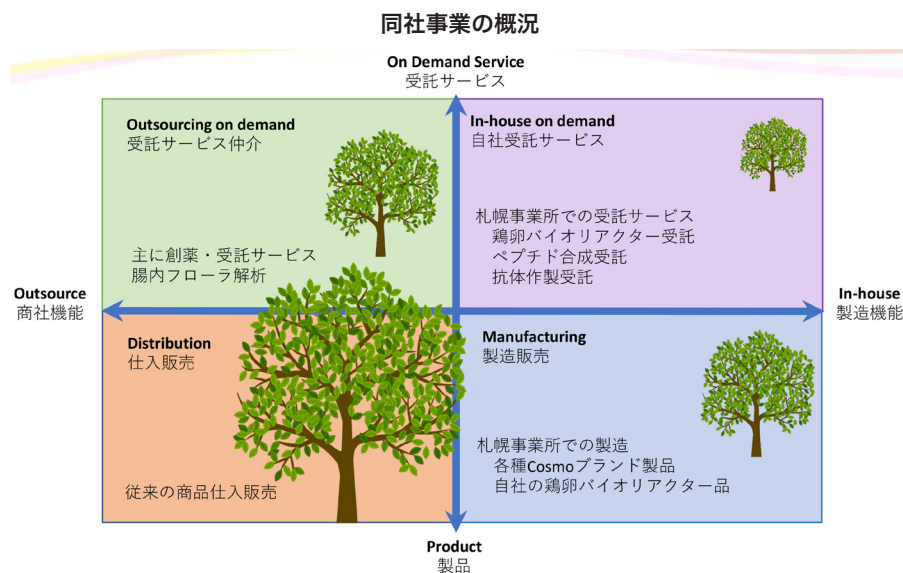 同社事業の概況
On Demand Service
受託サービス
Outsourcing on demand
受託サービス仲介
主に創薬・受託サービス
腸内フローラ解析
In-house on demand
自社受託サービス
札幌事業所での受託サービス
鶏卵バイオリアクター受託
ペプチド合成受託
抗体作製受託
Outsource
商社機能
In-house
製造機能
Distribution
仕入販売
従来の商品仕入販売
Manufacturing
製造販売
札幌事業所での製造
各種Cosmoブランド製品
自社の鶏卵バイオリアクター品
Product
製品